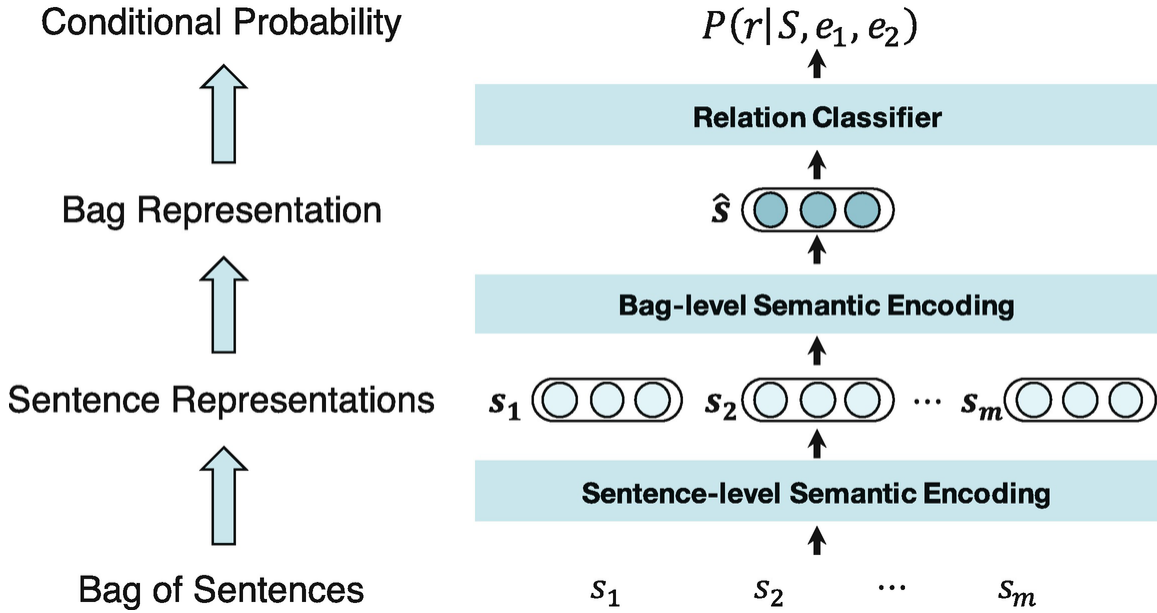 Conditional Probability P(r|S, e₁, e₂)
Relation Classifier
Bag Representation ŝ
Bag-level Semantic Encoding
Sentence Representations s₁ s₂ ··· sₘ
Sentence-level Semantic Encoding
Bag of Sentences s₁ s₂ ··· sₘ